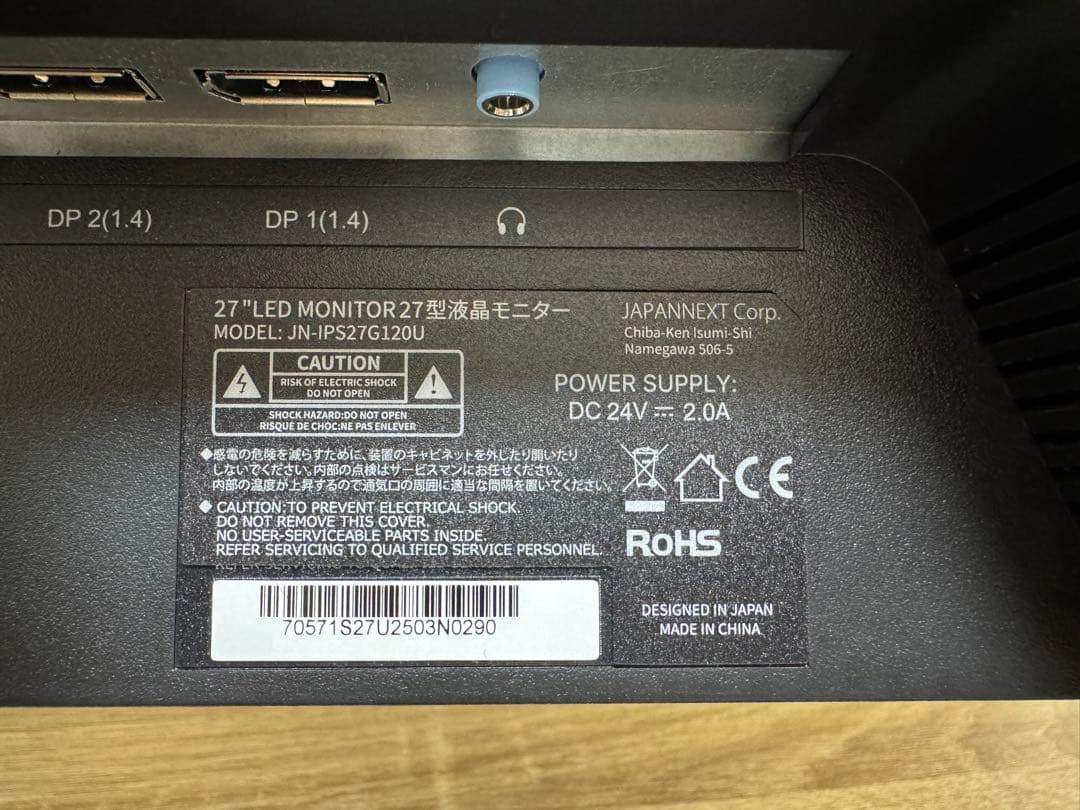 DP 2(1.4)
DP 1(1.4)
27"LED MONITOR27型液晶モニター
MODEL: JN-IPS27G120U
JAPANNEXT Corp.
Chiba-Ken Isumi-Shi
Namegawa 506-5
CAUTION
RISK OF ELECTRIC SHOCK
DO NOT OPEN
SHOCK HAZARD:DO NOT OPEN
RISQUE DE CHOC:NE PAS ENLEVER
POWER SUPPLY:
DC 24V ⎓ 2.0A
◆感電の危険を減らすために、装置のキャビネットを外したり開いたり
しないでください。内部の点検はサービスマンにお任せください。
内部の温度が上昇するので通気口の周囲に適当な間隔を置いてください。
◆ CAUTION:TO PREVENT ELECTRICAL SHOCK.
DO NOT REMOVE THIS COVER.
NO USER-SERVICEABLE PARTS INSIDE.
REFER SERVICING TO QUALIFIED SERVICE PERSONNEL.
CE
RoHS
70571S27U2503N0290
DESIGNED IN JAPAN
MADE IN CHINA